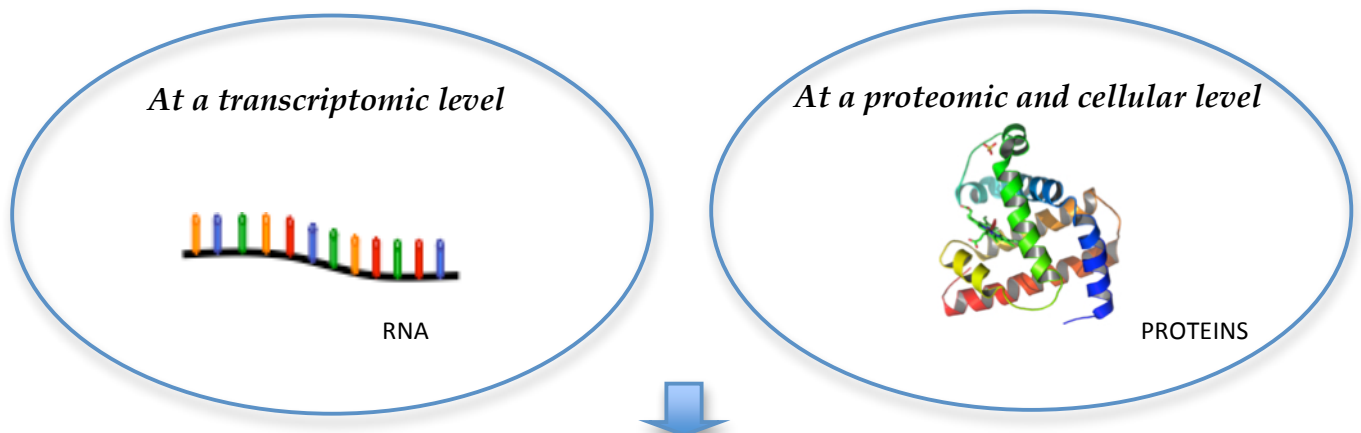 At a transcriptomic level
RNA
At a proteomic and cellular level
PROTEINS